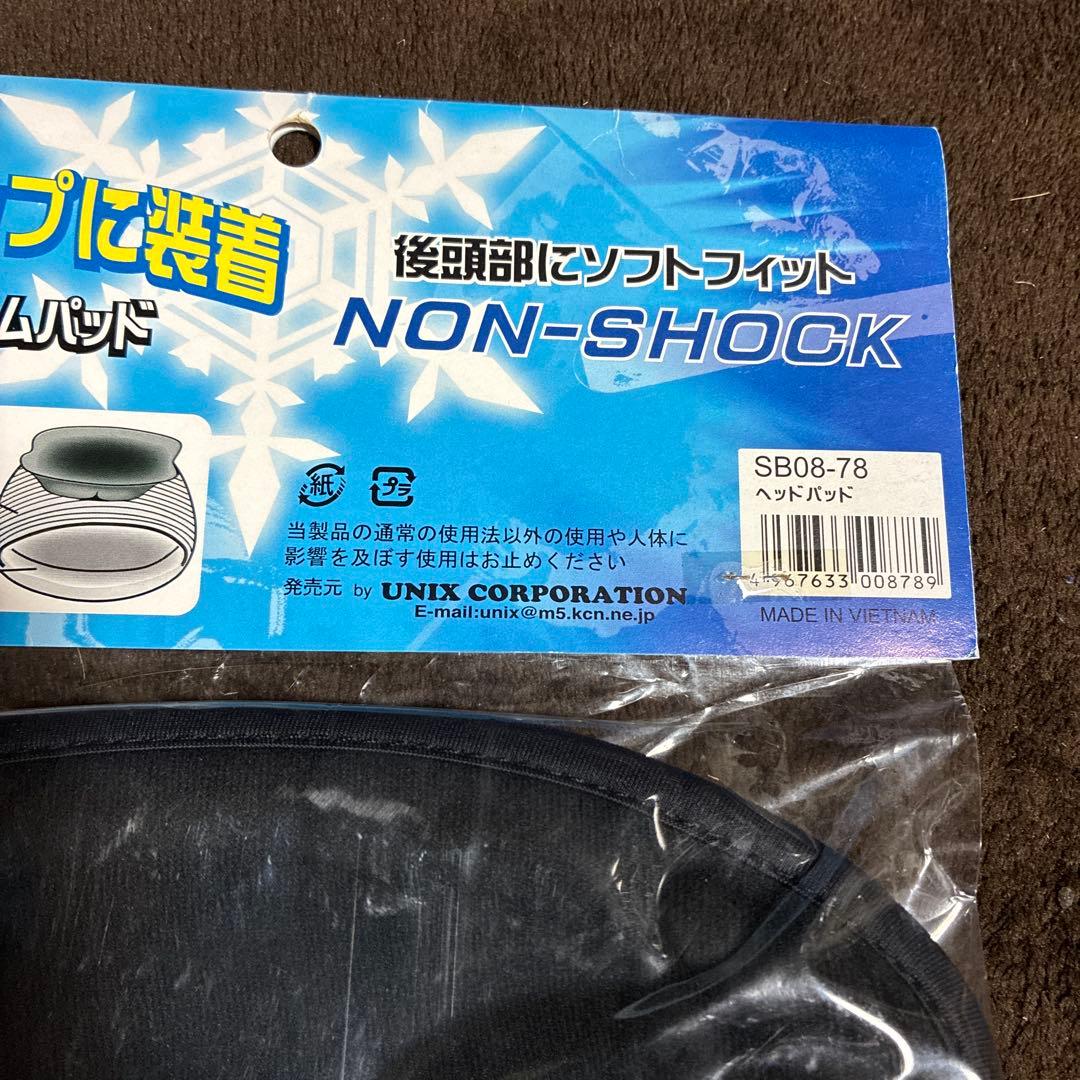 プに装着
ムパッド
後頭部にソフトフィット
NON-SHOCK
紙
プラ
当製品の通常の使用法以外の使用や人体に
影響を及ぼす使用はお止めください
発売元 by UNIX CORPORATION
E-mail:unix@m5.kcn.ne.jp
SB08-78
ヘッドパッド
4967633 008789
MADE IN VIETNAM